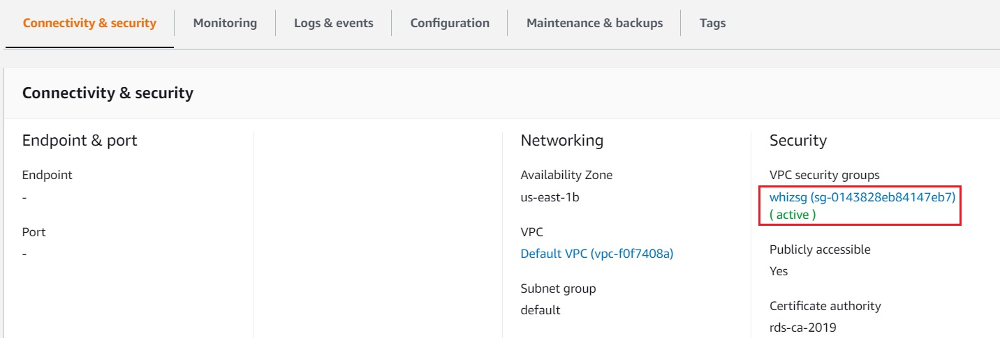 Connectivity & security
Monitoring
Logs & events
Configuration
Maintenance & backups
Tags
Connectivity & security
Endpoint & port
Endpoint
-
Port
-
Networking
Availability Zone
us-east-1b
VPC
Default VPC (vpc-f0f7408a)
Subnet group
default
Security
VPC security groups
whizsg (sg-0143828eb84147eb7)
( active )
Publicly accessible
Yes
Certificate authority
rds-ca-2019